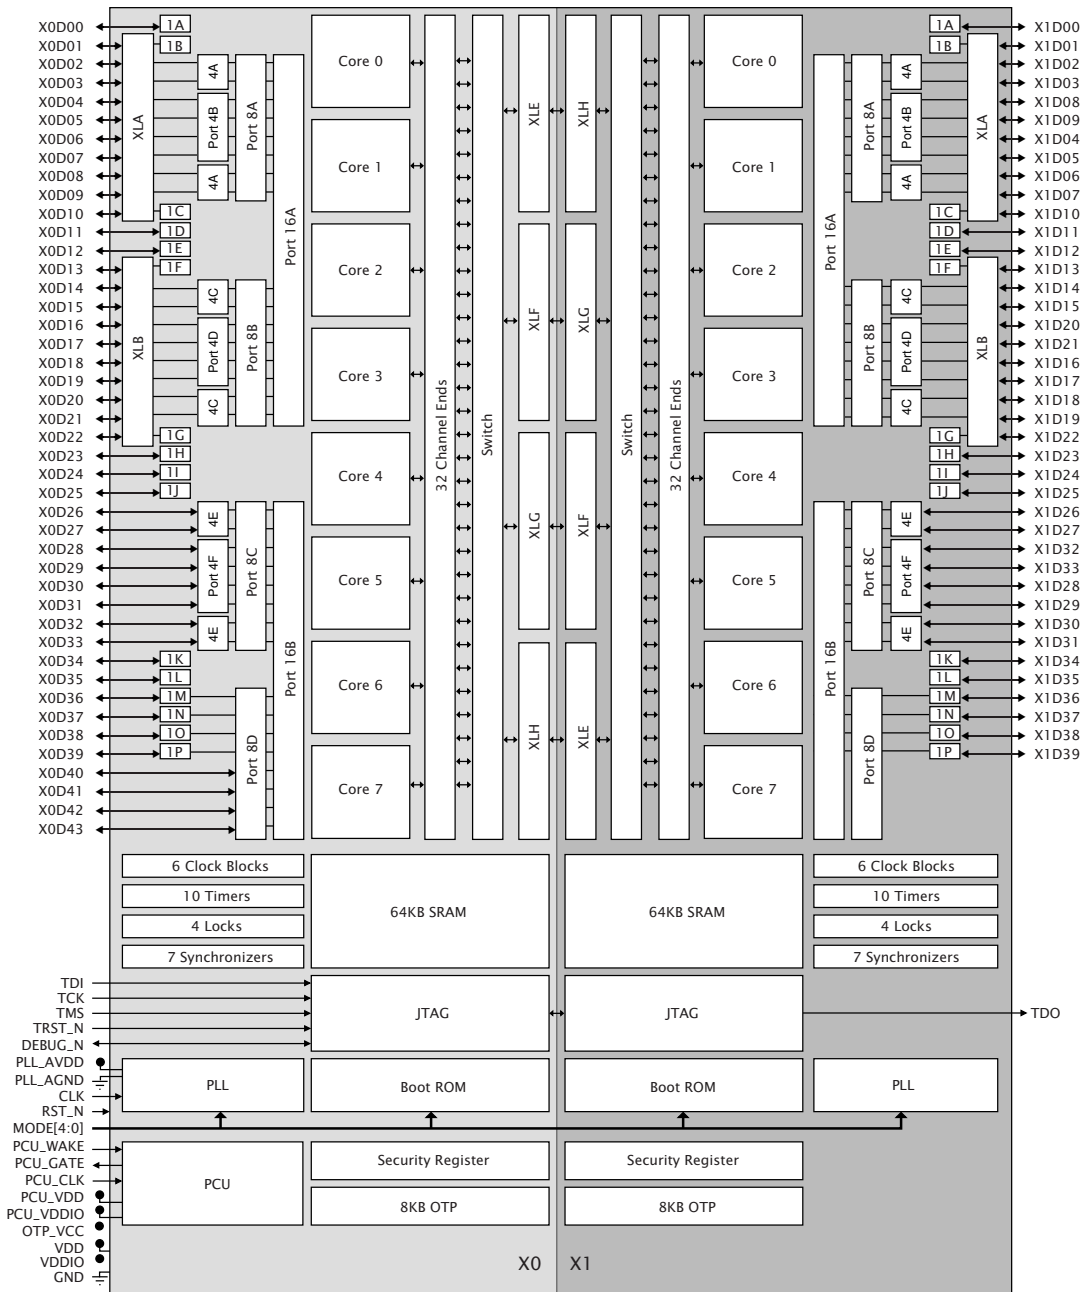 X0D00
X0D01
X0D02
X0D03
X0D04
X0D05
X0D06
X0D07
X0D08
X0D09
X0D10
X0D11
X0D12
X0D13
X0D14
X0D15
X0D16
X0D17
X0D18
X0D19
X0D20
X0D21
X0D22
X0D23
X0D24
X0D25
X0D26
X0D27
X0D28
X0D29
X0D30
X0D31
X0D32
X0D33
X0D34
X0D35
X0D36
X0D37
X0D38
X0D39
X0D40
X0D41
X0D42
X0D43
XLA
XLB
1A
1B
1C
1D
1E
1F
1G
1H
1I
1J
1K
1L
1M
1N
1O
1P
4A
Port 4B
4A
4C
Port 4D
4C
4E
Port 4F
4E
Port 8A
Port 8B
Port 8C
Port 8D
Port 16A
Port 16B
Core 0
Core 1
Core 2
Core 3
Core 4
Core 5
Core 6
Core 7
32 Channel Ends
Switch
XLE
XLF
XLG
XLH
XLH
XLG
XLF
XLE
Switch
32 Channel Ends
Core 0
Core 1
Core 2
Core 3
Core 4
Core 5
Core 6
Core 7
Port 16A
Port 16B
Port 8A
Port 8B
Port 8C
Port 8D
4A
Port 4B
4A
4C
Port 4D
4C
4E
Port 4F
4E
1A
1B
1C
1D
1E
1F
1G
1H
1I
1J
1K
1L
1M
1N
1O
1P
XLA
XLB
X1D00
X1D01
X1D02
X1D03
X1D08
X1D09
X1D04
X1D05
X1D06
X1D07
X1D10
X1D11
X1D12
X1D13
X1D14
X1D15
X1D20
X1D21
X1D16
X1D17
X1D18
X1D19
X1D22
X1D23
X1D24
X1D25
X1D26
X1D27
X1D32
X1D33
X1D28
X1D29
X1D30
X1D31
X1D34
X1D35
X1D36
X1D37
X1D38
X1D39
6 Clock Blocks
10 Timers
4 Locks
7 Synchronizers
64KB SRAM
64KB SRAM
6 Clock Blocks
10 Timers
4 Locks
7 Synchronizers
TDI
TCK
TMS
TRST_N
DEBUG_N
JTAG
JTAG
TDO
PLL_AVDD
PLL_AGND
CLK
RST_N
MODE[4:0]
PLL
Boot ROM
Boot ROM
PLL
PCU_WAKE
PCU_GATE
PCU_CLK
PCU_VDD
PCU_VDDIO
OTP_VCC
VDD
VDDIO
GND
PCU
Security Register
8KB OTP
Security Register
8KB OTP
X0
X1